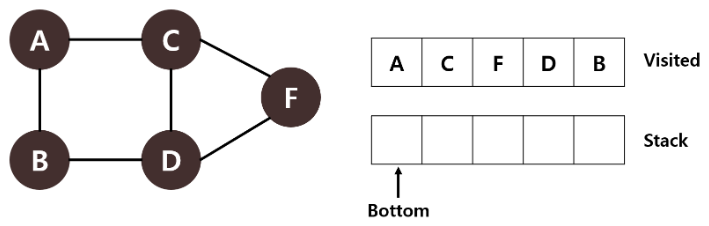 A C
F
B D
A C F D B Visited
Stack
Bottom